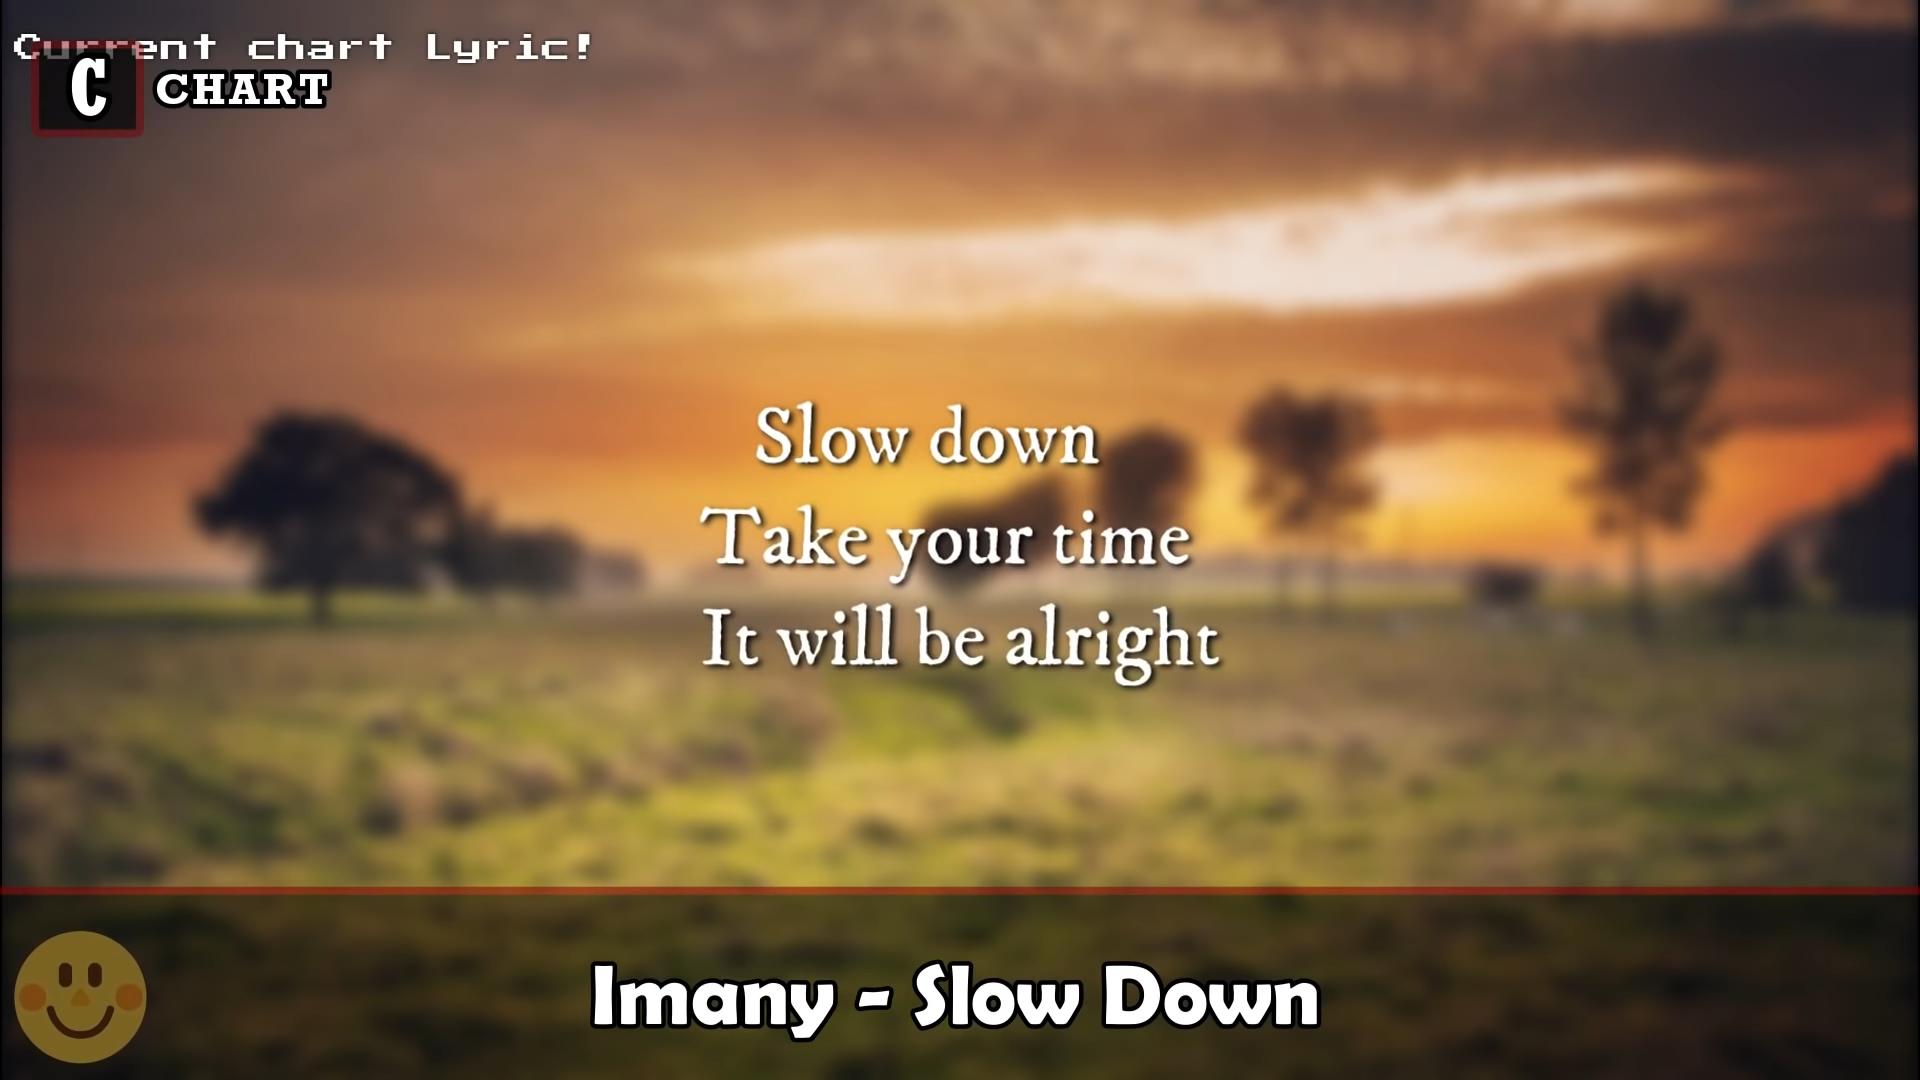 Current chart Lyric!
C CHART
Slow down
Take your time
It will be alright
Imany - Slow Down